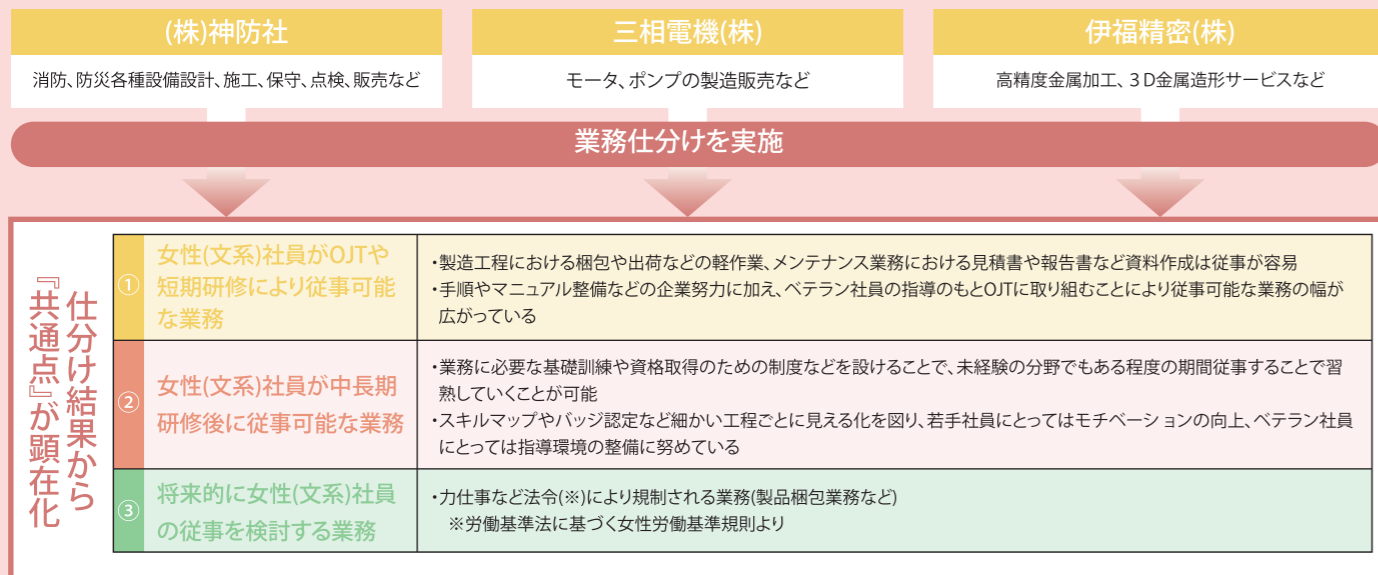 (株)神防社
消防、防災各種設備設計、施工、保守、点検、販売など
三相電機(株)
モータ、ポンプの製造販売など
伊福精密(株)
高精度金属加工、３D金属造形サービスなど
業務仕分けを実施
仕分け結果から
『共通点』が顕在化
①
女性(文系)社員がOJTや
短期研修により従事可能
な業務
・製造工程における梱包や出荷などの軽作業、メンテナンス業務における見積書や報告書など資料作成は従事が容易
・手順やマニュアル整備などの企業努力に加え、ベテラン社員の指導のもとOJTに取り組むことにより従事可能な業務の幅が
広がっている
②
女性(文系)社員が中長期
研修後に従事可能な業務
・業務に必要な基礎訓練や資格取得のための制度などを設けることで、未経験の分野でもある程度の期間従事することで習
熟していくことが可能
・スキルマップやバッジ認定など細かい工程ごとに見える化を図り、若手社員にとってはモチベーションの向上、ベテラン社員
にとっては指導環境の整備に努めている
③
将来的に女性(文系)社員
の従事を検討する業務
・力仕事など法令(※)により規制される業務(製品梱包業務など)
※労働基準法に基づく女性労働基準規則より